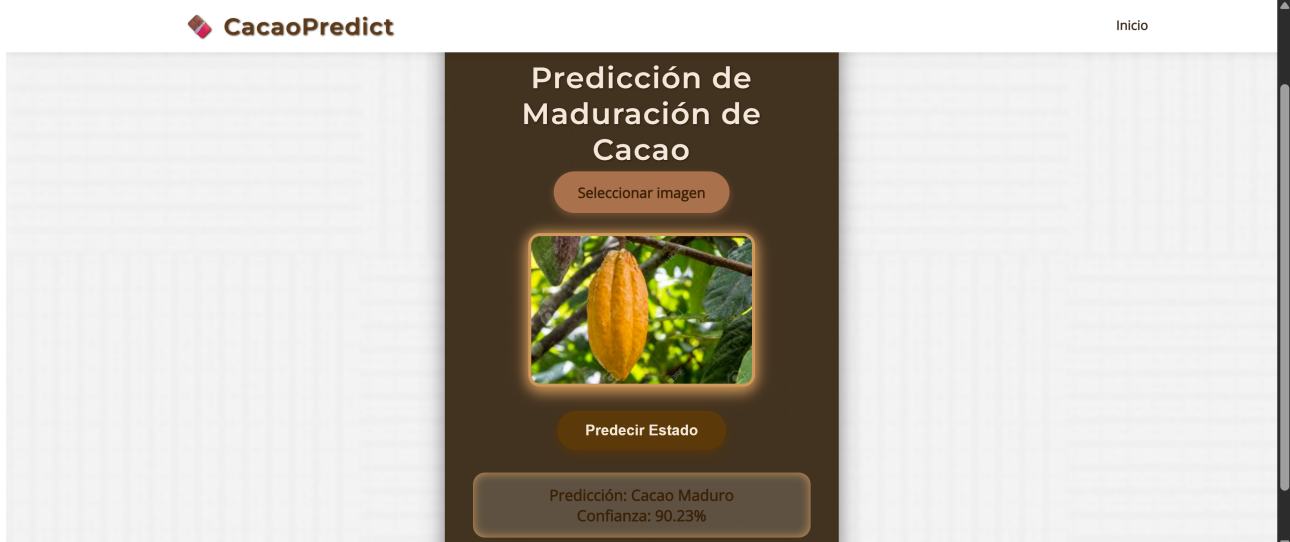 CacaoPredict
Inicio
Predicción de
Maduración de
Cacao
Seleccionar imagen
Predecir Estado
Predicción: Cacao Maduro
Confianza: 90.23%